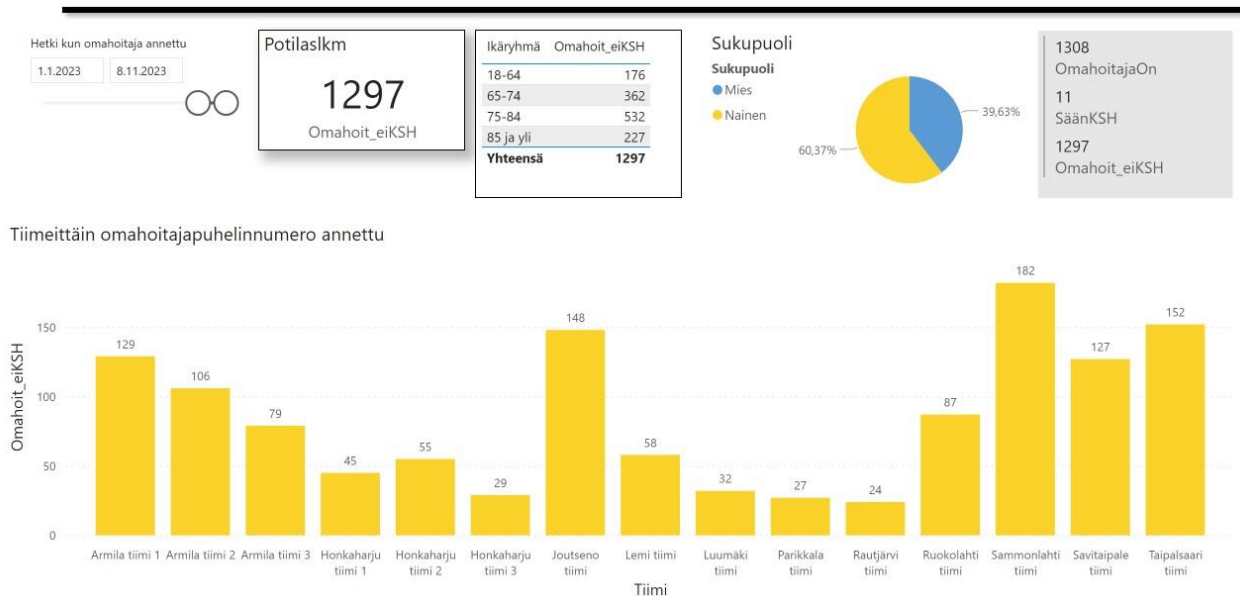 Hetki kun omahoitaja annettu
1.1.2023 8.11.2023
Potilaslkm
1297
Omahoit_eiKSH
Ikäryhmä Omahoit_eiKSH
18-64 176
65-74 362
75-84 532
85 ja yli 227
Yhteensä 1297
Sukupuoli
Sukupuoli
Mies
Nainen
39,63%
60,37%
1308
OmahoitajaOn
11
SäänKSH
1297
Omahoit_eiKSH
Tiimeittäin omahoitajapuhelinnumero annettu
Omahoit_eiKSH
150
100
50
0
129
106
79
45
55
29
148
58
32
27
24
87
182
127
152
Armila tiimi 1
Armila tiimi 2
Armila tiimi 3
Honkaharju
tiimi 1
Honkaharju
tiimi 2
Honkaharju
tiimi 3
Joutseno
tiimi
Lemi tiimi
Luumäki
tiimi
Parikkala
tiimi
Rautjärvi
tiimi
Ruokolahti
tiimi
Sammonlahti
tiimi
Savitaipale
tiimi
Taipalsaari
tiimi
Tiimi